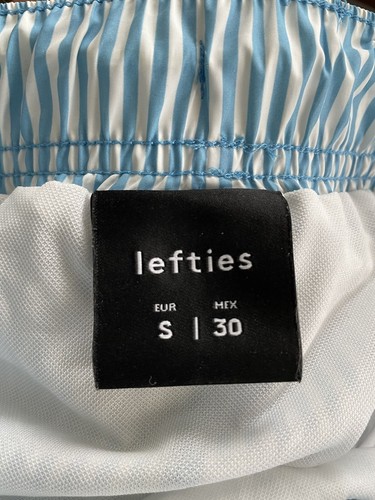 lefties
EUR MEX
S | 30